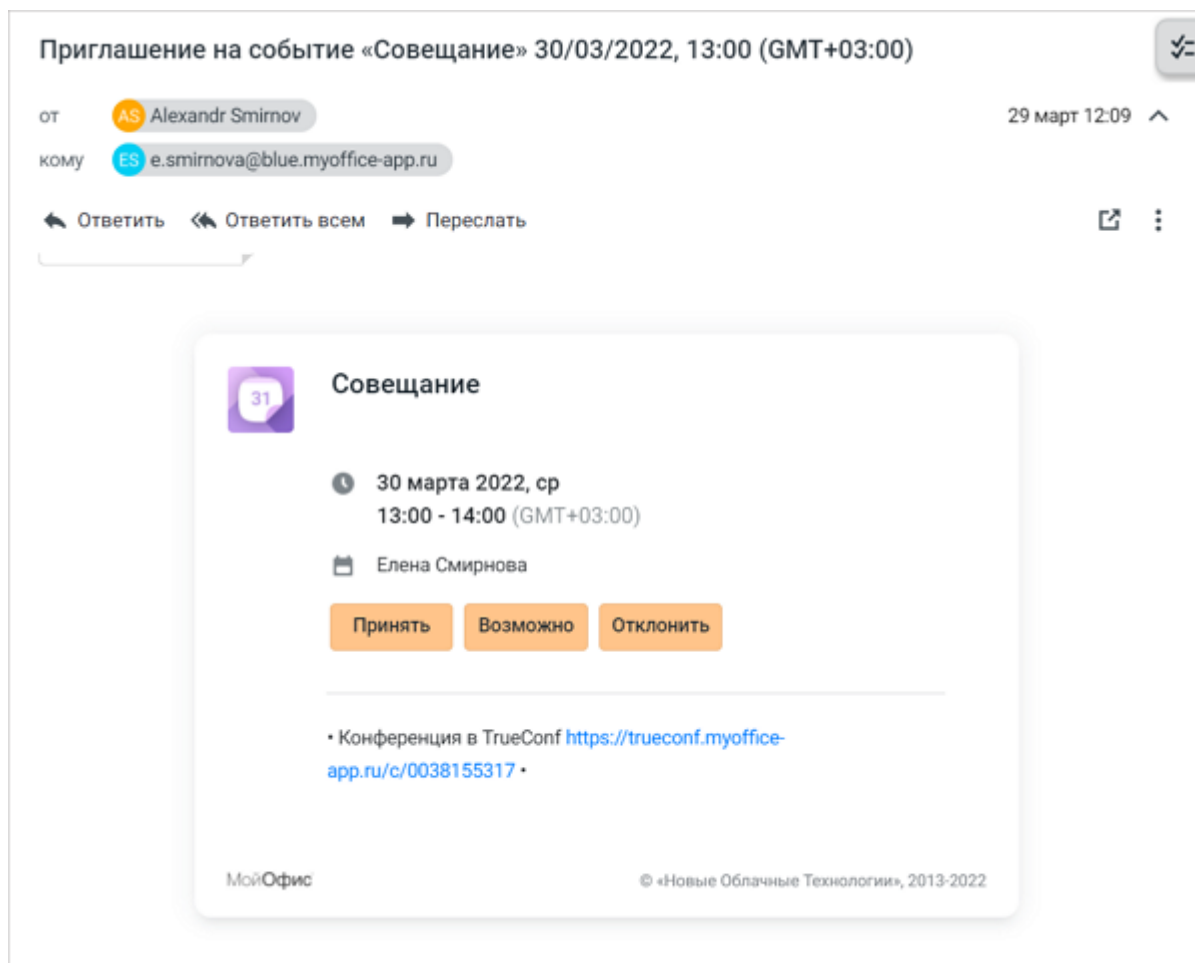 Приглашение на событие «Совещание» 30/03/2022, 13:00 (GMT+03:00)
от AS Alexandr Smirnov 29 март 12:09
кому ES e.smirnova@blue.myoffice-app.ru
Ответить Ответить всем Переслать
31 Совещание
30 марта 2022, ср
13:00 - 14:00 (GMT+03:00)
Елена Смирнова
Принять Возможно Отклонить
• Конференция в TrueConf https://trueconf.myoffice-
app.ru/c/0038155317 •
МойОфис © «Новые Облачные Технологии», 2013-2022